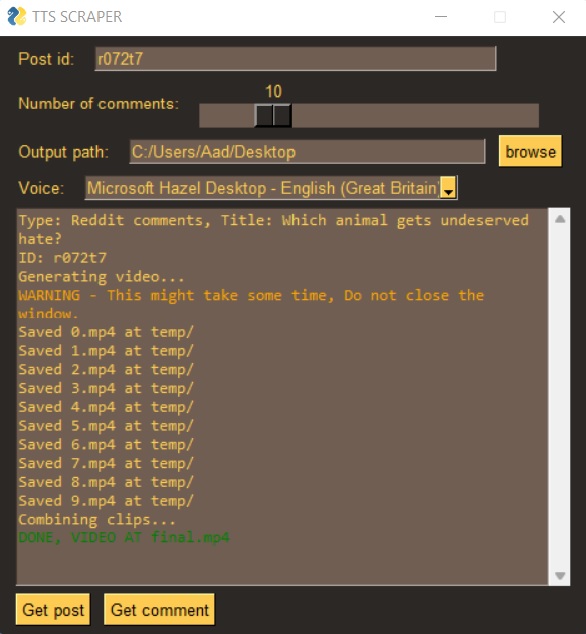 TTS SCRAPER
Post id: r072t7
10
Number of comments:
Output path: C:/Users/Aad/Desktop browse
Voice: Microsoft Hazel Desktop - English (Great Britain)
Type: Reddit comments, Title: Which animal gets undeserved
hate?
ID: r072t7
Generating video...
WARNING - This might take some time, Do not close the
window.
Saved 0.mp4 at temp/
Saved 1.mp4 at temp/
Saved 2.mp4 at temp/
Saved 3.mp4 at temp/
Saved 4.mp4 at temp/
Saved 5.mp4 at temp/
Saved 6.mp4 at temp/
Saved 7.mp4 at temp/
Saved 8.mp4 at temp/
Saved 9.mp4 at temp/
Combining clips...
DONE, VIDEO AT final.mp4
Get post Get comment